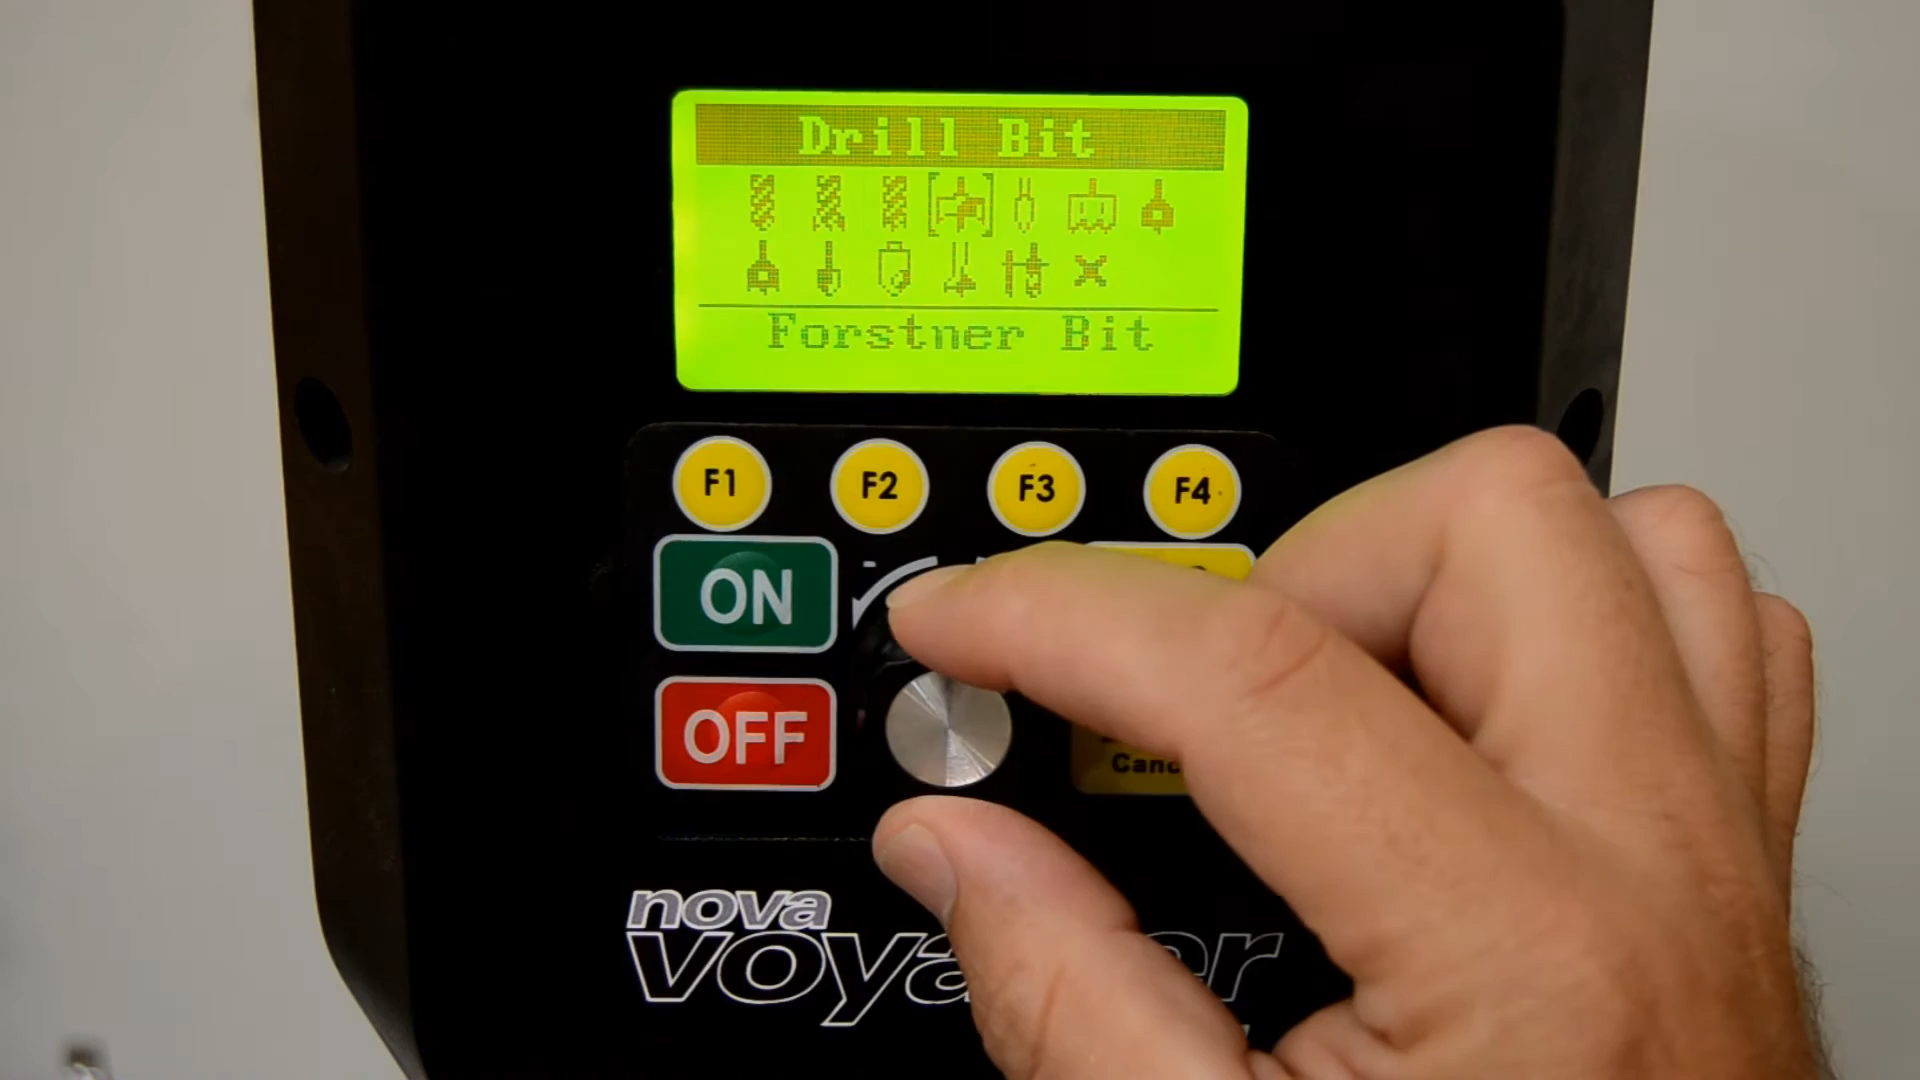 Drill Bit
Forstner Bit
F1 F2 F3 F4
ON
OFF
nova